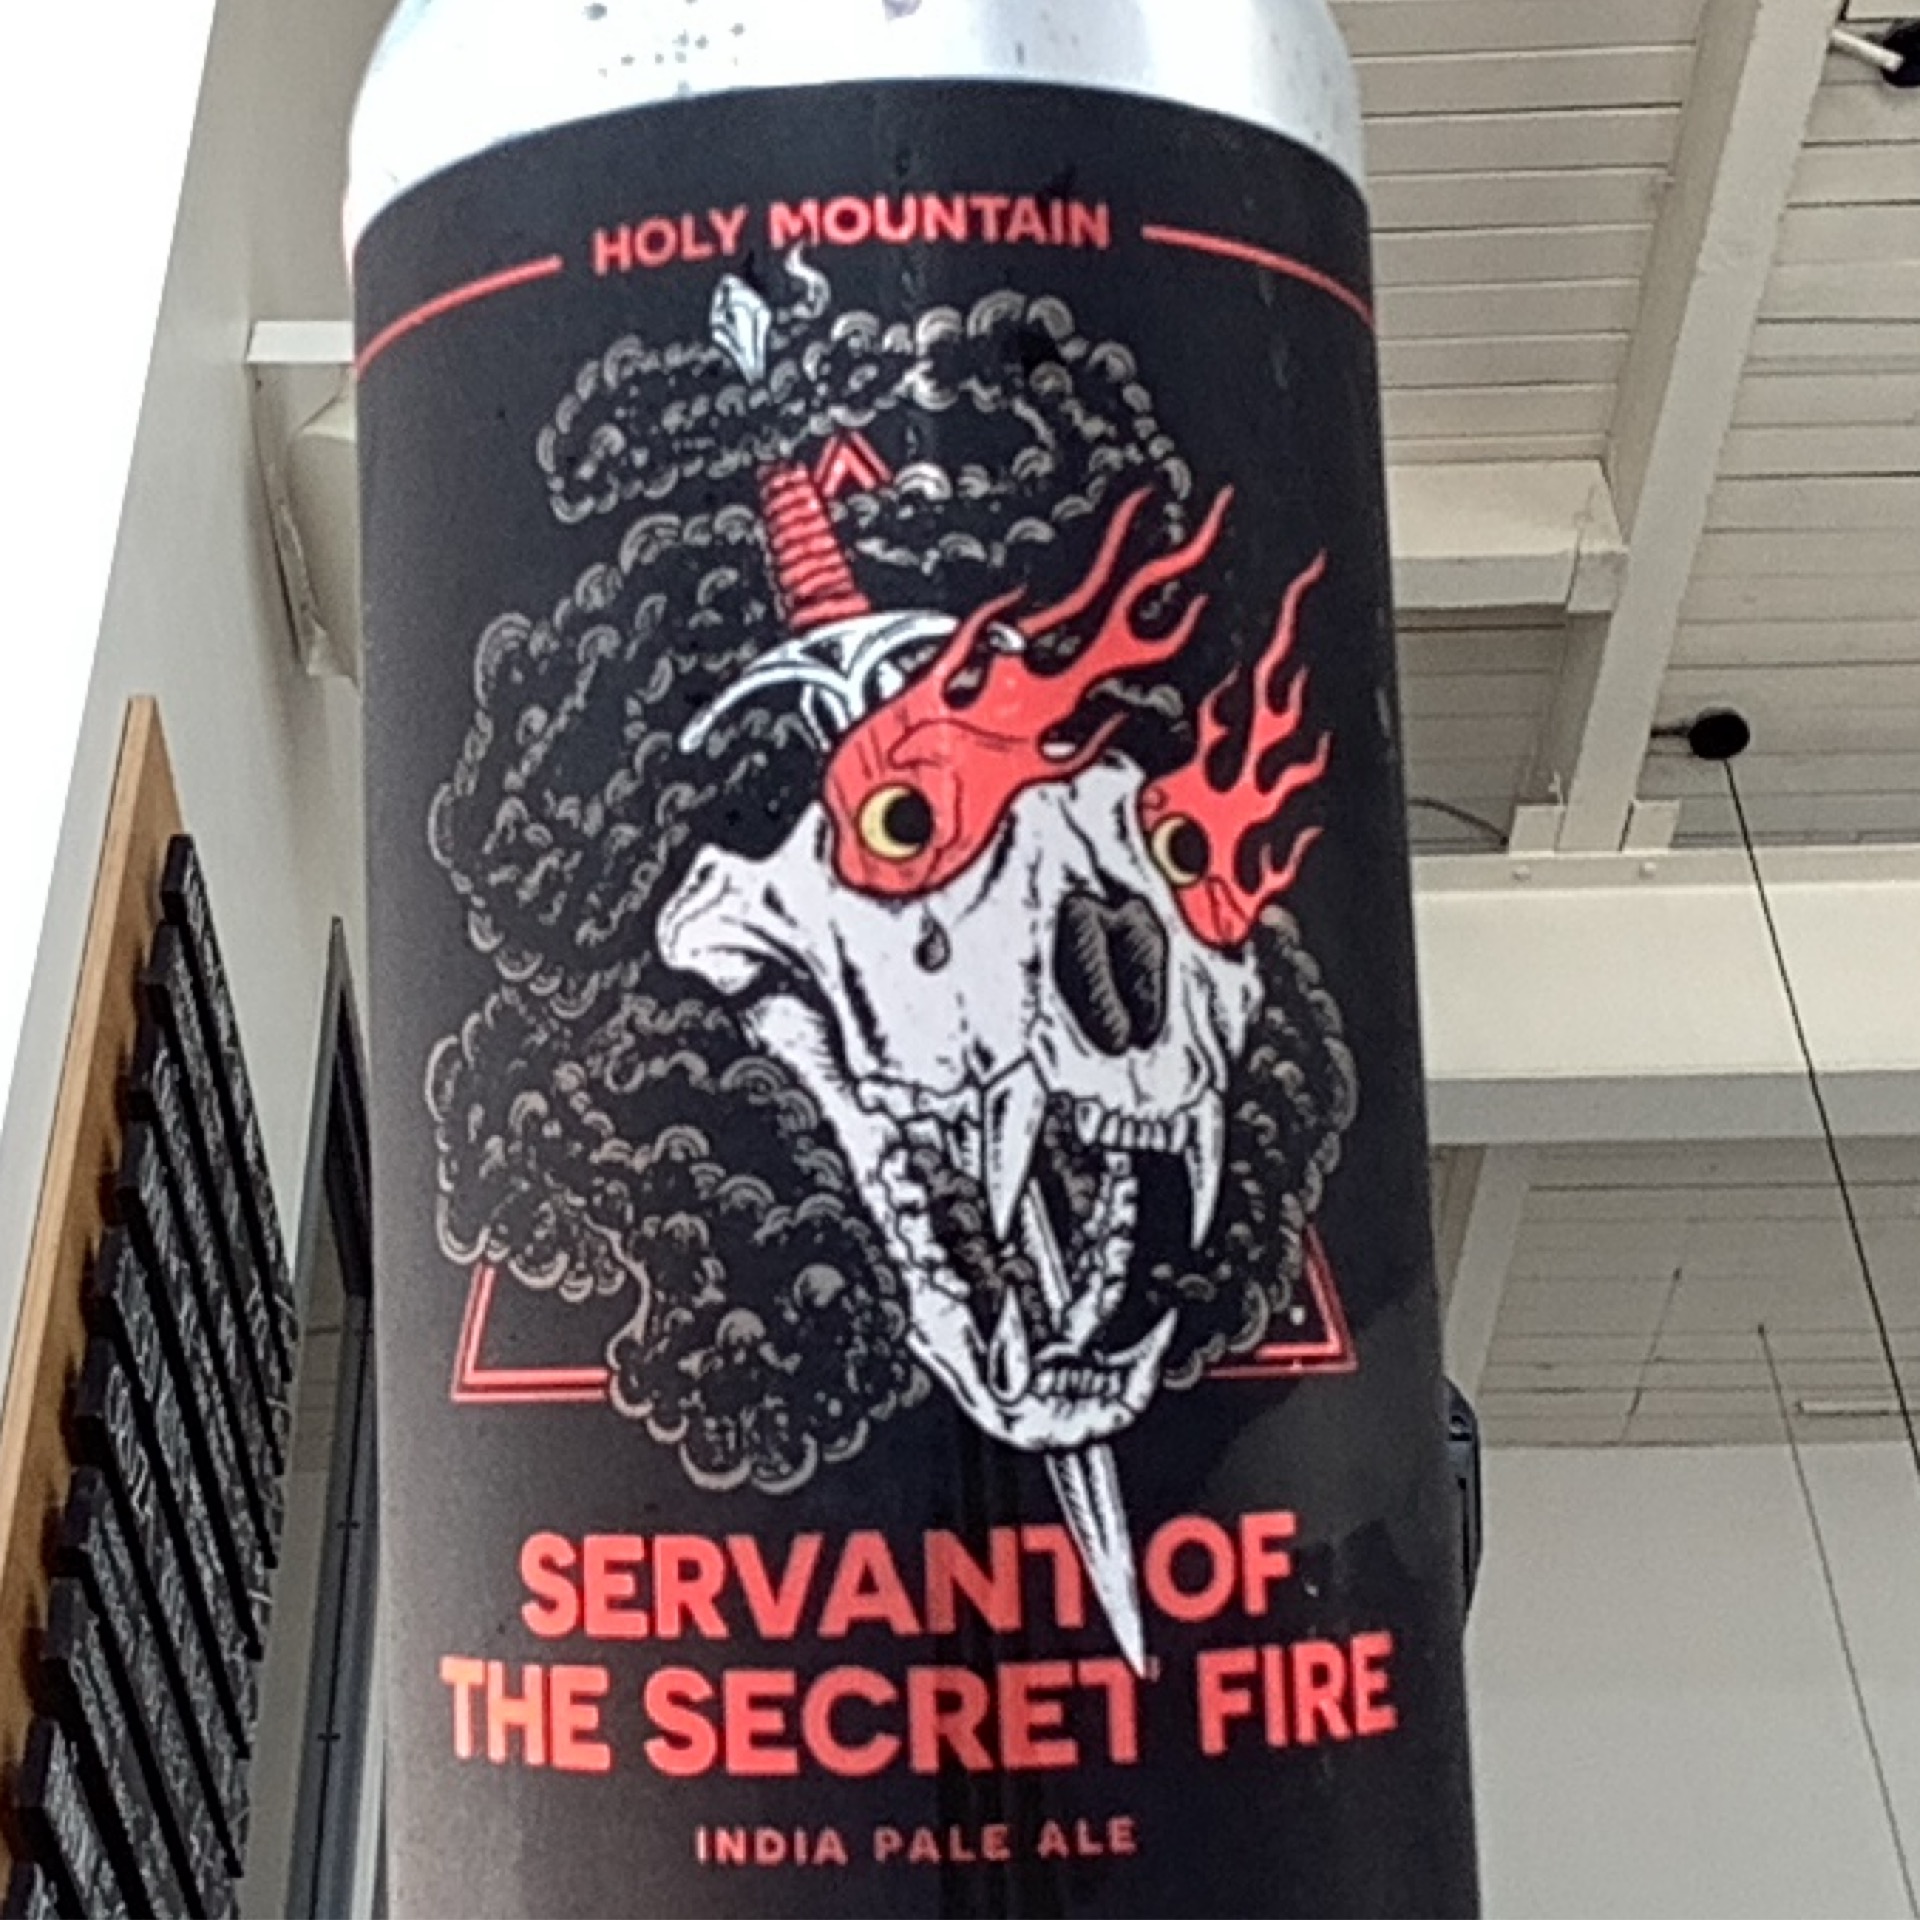 HOLY MOUNTAIN
SERVANT OF
THE SECRET FIRE
INDIA PALE ALE